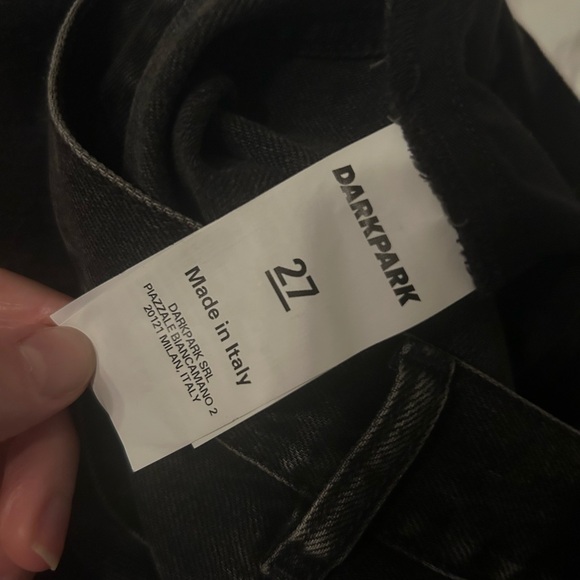 DARKPARK
27
Made in Italy
DARKPARK SRL
PIAZZALE BIANCAMANO 2
20121 MILAN, ITALY